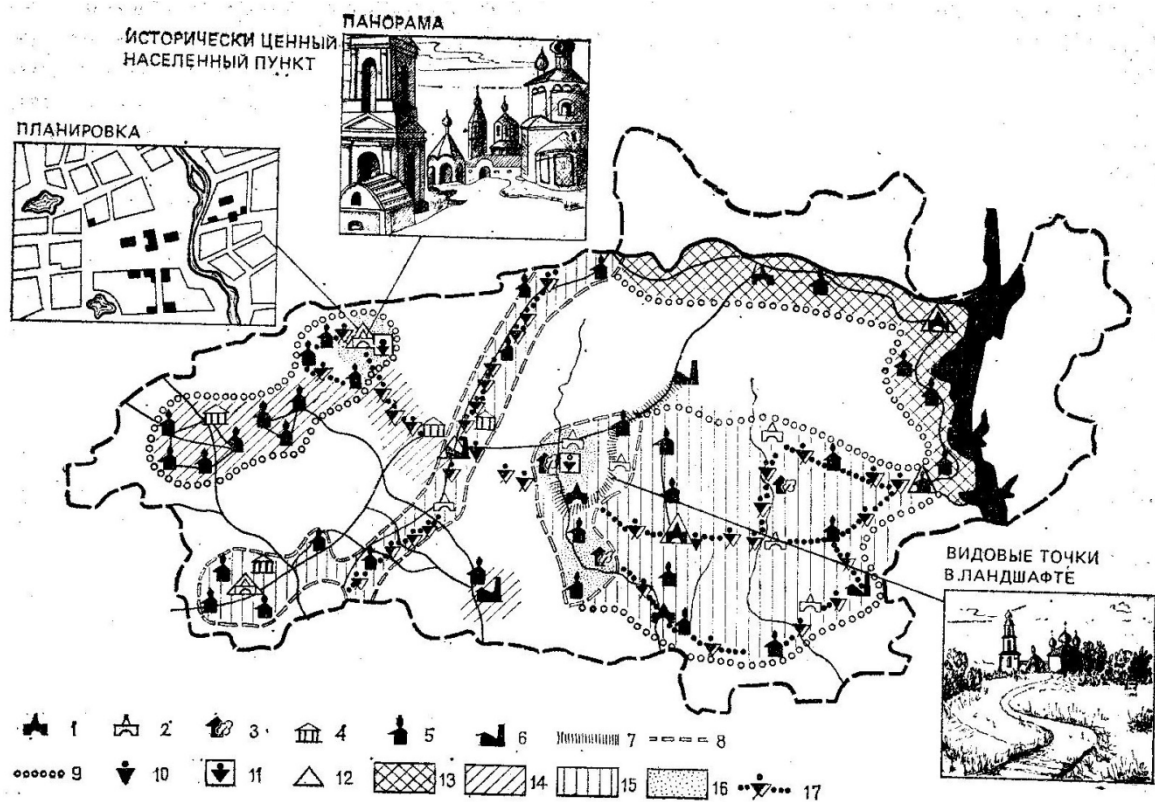 ИСТОРИЧЕСКИ ЦЕННЫЙ
НАСЕЛЕННЫЙ ПУНКТ
ПАНОРАМА
ПЛАНИРОВКА
ВИДОВЫЕ ТОЧКИ
В ЛАНДШАФТЕ
1 2 3 4 5 6 7 8
9 10 11 12 13 14 15 16 17